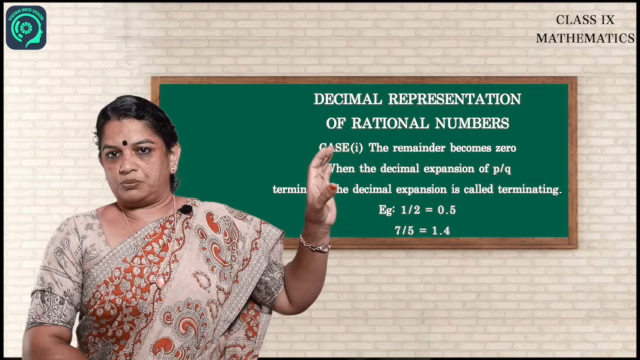 CLASS IX
MATHEMATICS
DECIMAL REPRESENTATION
OF RATIONAL NUMBERS
CASE(i) The remainder becomes zero
When the decimal expansion of p/q
the decimal expansion is called terminating.
Eg: 1/2 = 0.5
7/5 = 1.4